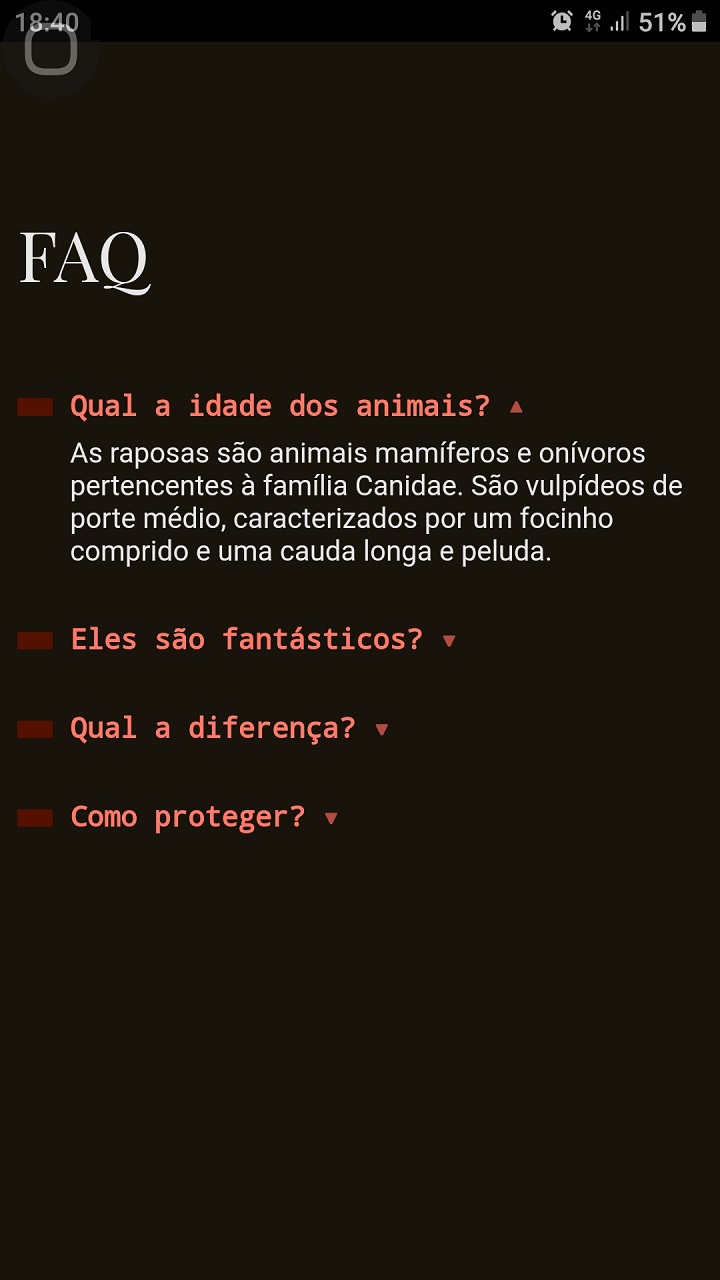 18:40 4G 51%
FAQ
Qual a idade dos animais? ▲
As raposas são animais mamíferos e onívoros
pertencentes à família Canidae. São vulpídeos de
porte médio, caracterizados por um focinho
comprido e uma cauda longa e peluda.
Eles são fantásticos? ▼
Qual a diferença? ▼
Como proteger? ▼